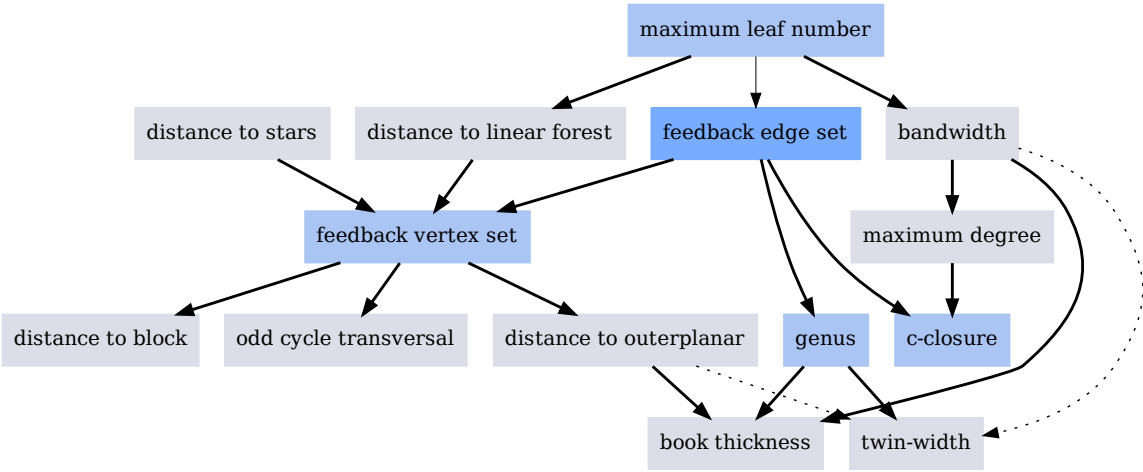 maximum leaf number
distance to stars
distance to linear forest
feedback edge set
bandwidth
feedback vertex set
maximum degree
distance to block
odd cycle transversal
distance to outerplanar
genus
c-closure
book thickness
twin-width